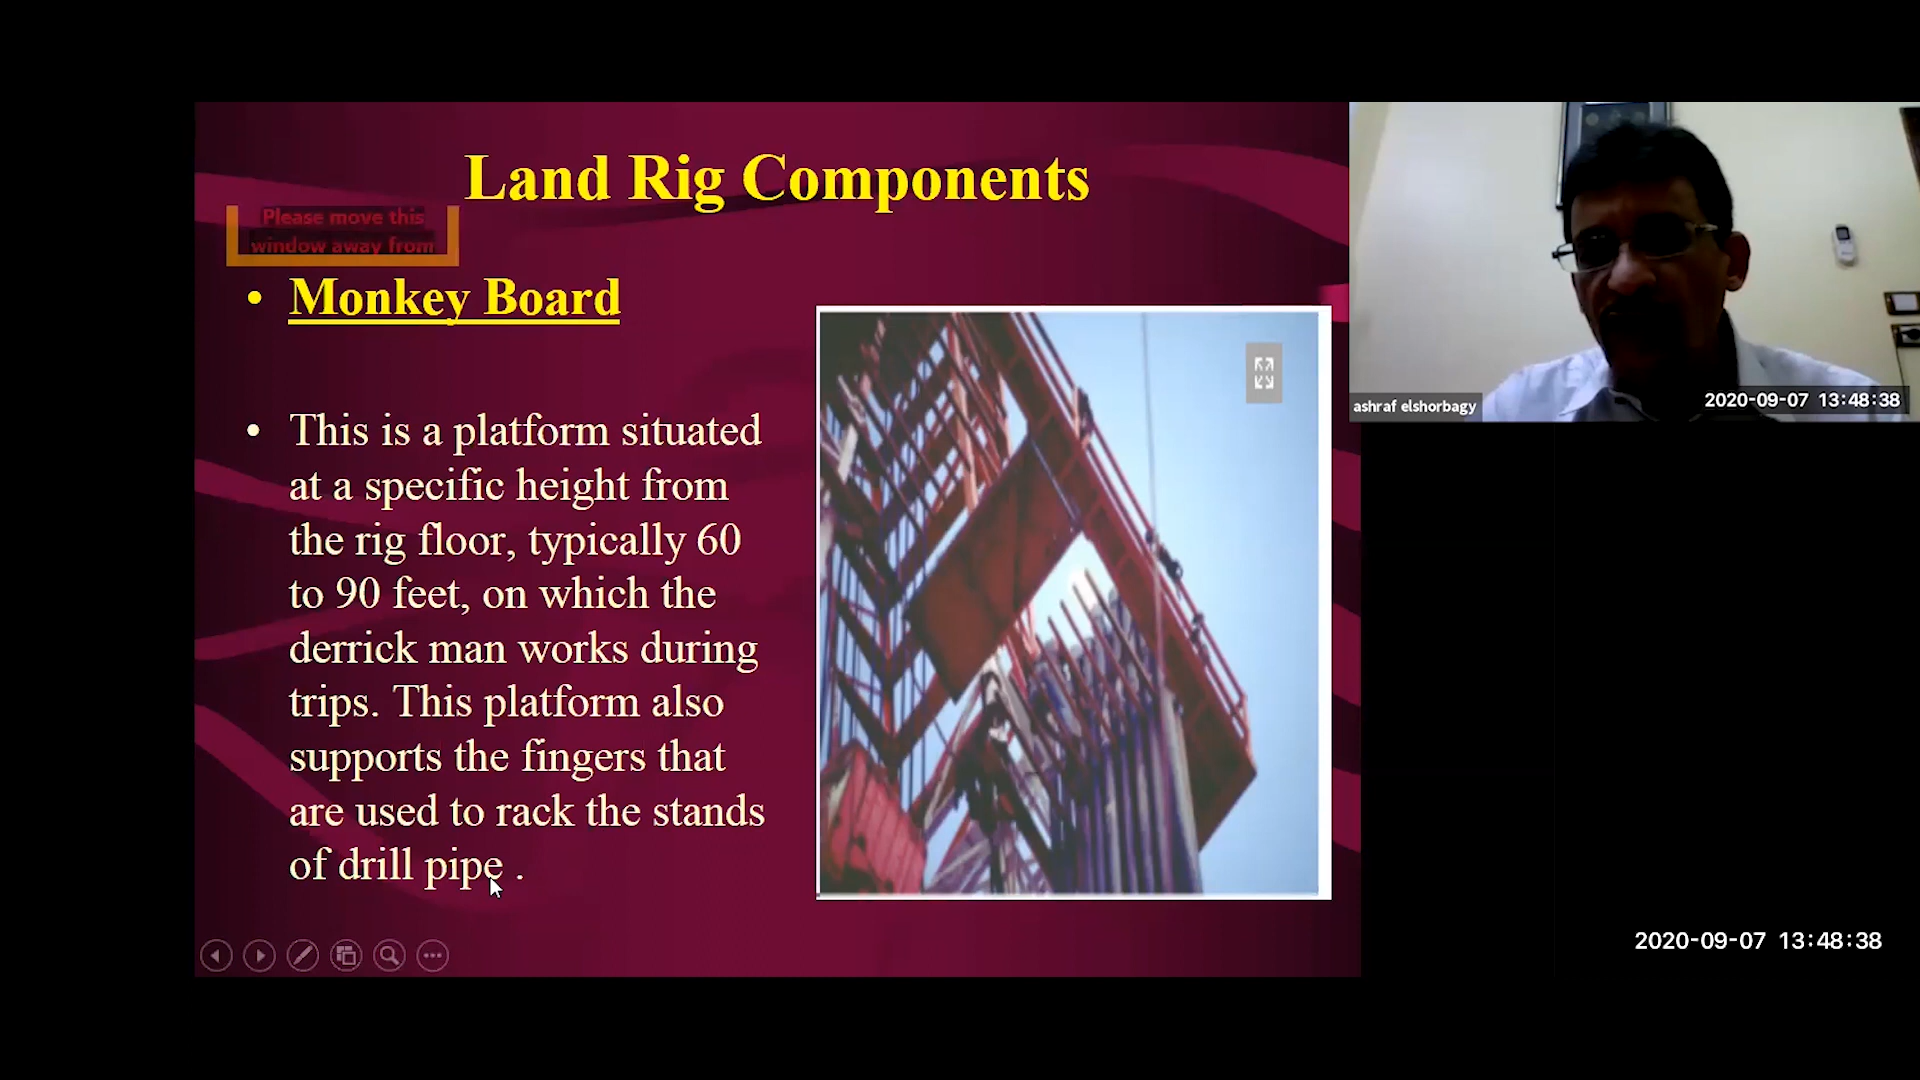 Land Rig Components
Please move this
window away from
• Monkey Board
• This is a platform situated
at a specific height from
the rig floor, typically 60
to 90 feet, on which the
derrick man works during
trips. This platform also
supports the fingers that
are used to rack the stands
of drill pipe .
ashraf elshorbagy
2020-09-07 13:48:38
2020-09-07 13:48:38